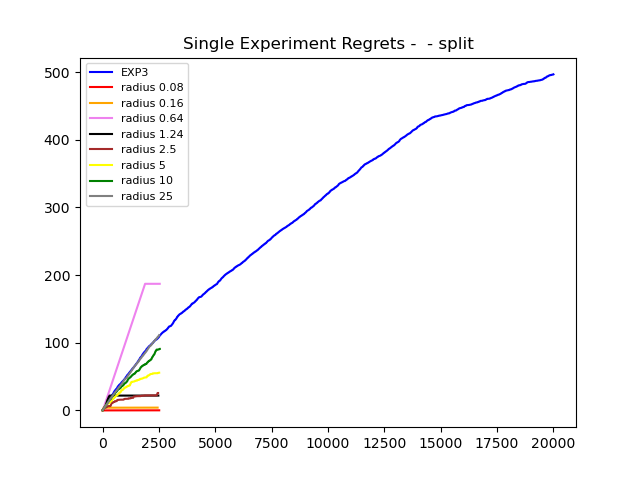 Single Experiment Regrets -  - split
EXP3
radius 0.08
radius 0.16
radius 0.64
radius 1.24
radius 2.5
radius 5
radius 10
radius 25
500
400
300
200
100
0
0 2500 5000 7500 10000 12500 15000 17500 20000